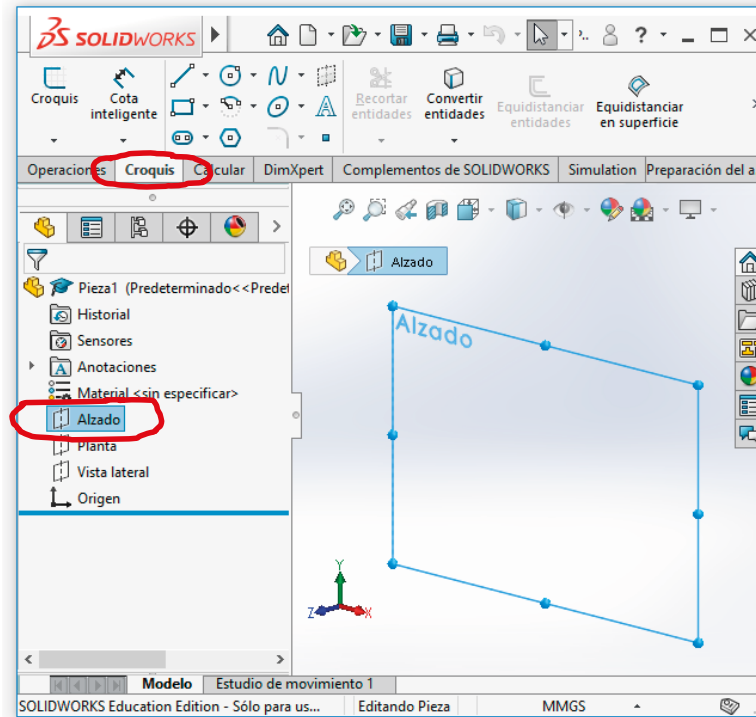 SOLIDWORKS
?
Croquis
Cota inteligente
Recortar entidades
Convertir entidades
Equidistanciar entidades
Equidistanciar en superficie
Operaciones Croquis Calcular DimXpert Complementos de SOLIDWORKS Simulation Preparación del a
Alzado
Pieza1 (Predeterminado<<Predet
Historial
Sensores
Anotaciones
Material <sin especificar>
Alzado
Planta
Vista lateral
Origen
Alzado
Y
Z
X
Modelo Estudio de movimiento 1
SOLIDWORKS Education Edition - Sólo para us... Editando Pieza MMGS